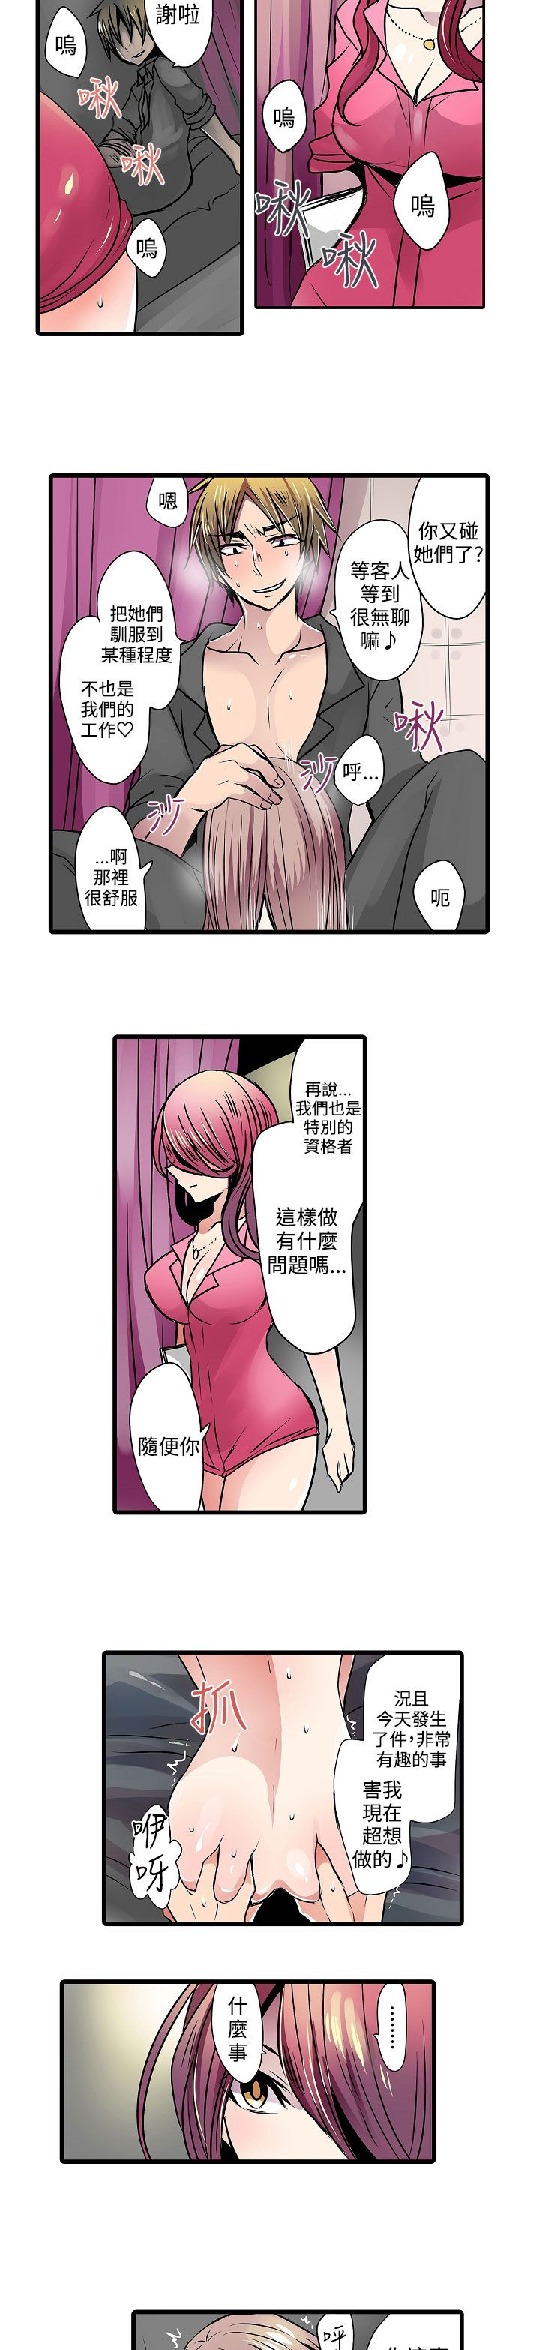 謝啦
嗚
啾
啾
嗚
嗚
啾
啾
嗚
嗯
你又碰
她們了?
等客人
等到
很無聊
嘛♪
把她們
馴服到
某種程度
不也是
我們的
工作♡
啾
沙
呼...
沙
...啊
那裡
很舒服
呃
再說...
我們也是
特別的
資格者
這樣做
有什麼
問題嗎...
隨便你
抓
況且
今天發生
了件,非常
有趣的事
害我
現在
超想
做的♪
咿
呀
什
麼
事
………
呼